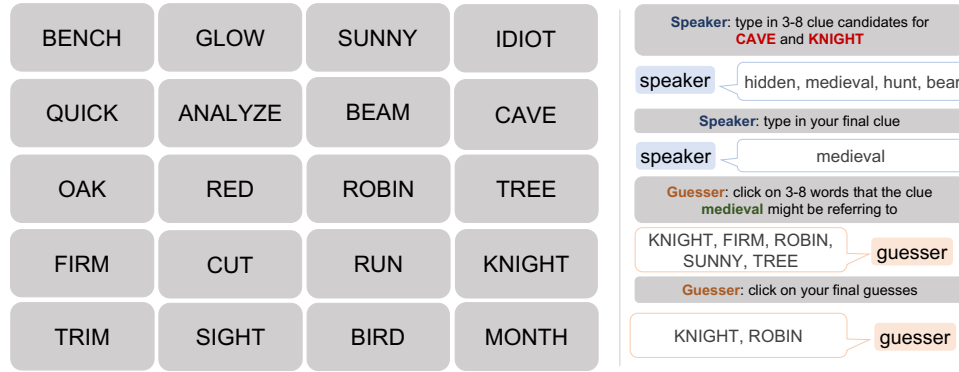 BENCH GLOW SUNNY IDIOT
QUICK ANALYZE BEAM CAVE
OAK RED ROBIN TREE
FIRM CUT RUN KNIGHT
TRIM SIGHT BIRD MONTH
Speaker: type in 3-8 clue candidates for
CAVE and KNIGHT
speaker
hidden, medieval, hunt, bear
Speaker: type in your final clue
speaker
medieval
Guesser: click on 3-8 words that the clue
medieval might be referring to
KNIGHT, FIRM, ROBIN,
SUNNY, TREE
guesser
Guesser: click on your final guesses
KNIGHT, ROBIN
guesser